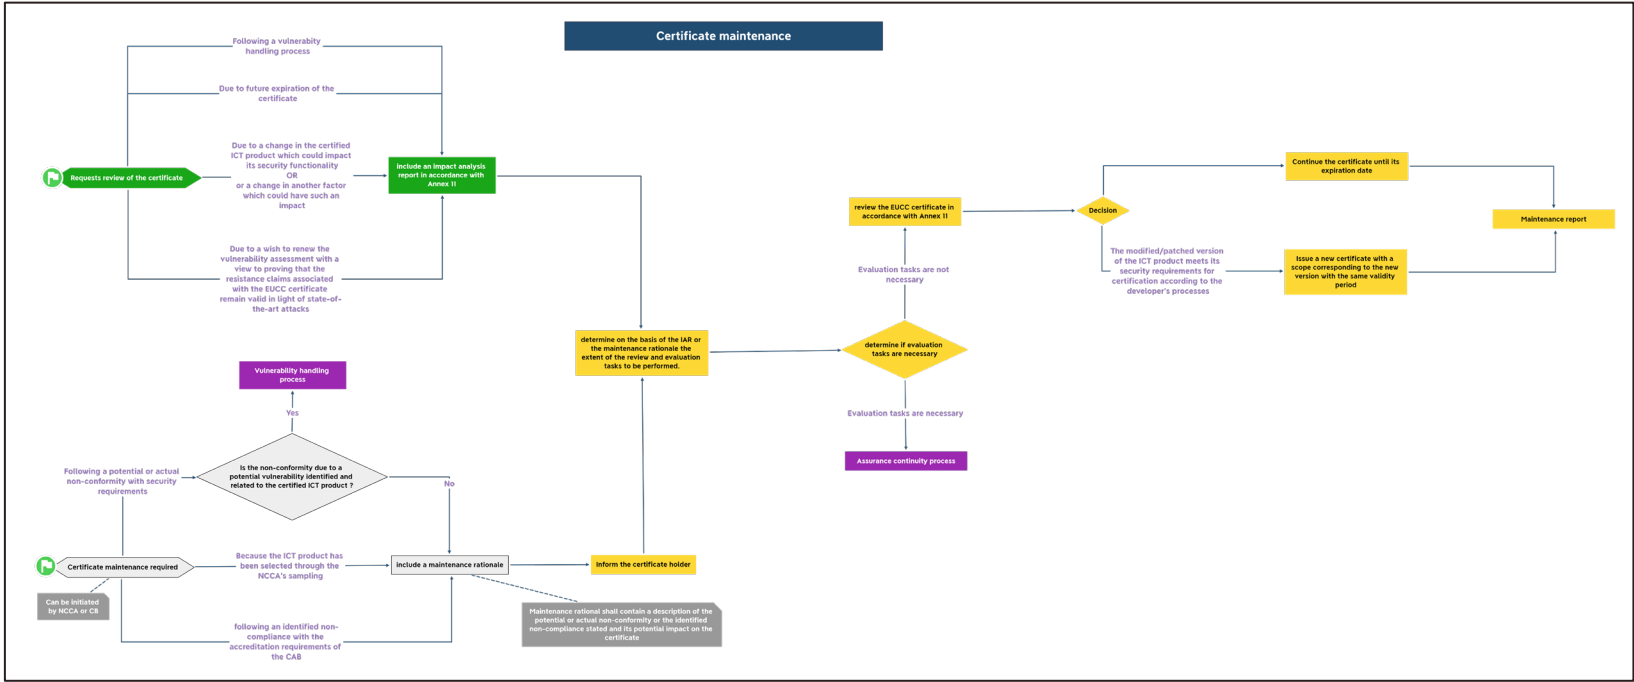 Certificate maintenance
Following a vulnerabity
handling process
Due to future expiration of the
certificate
Requests review of the certificate
Due to a change in the certified
ICT product which could impact
its security functionality
OR
or a change in another factor
which could have such an
impact
Include an impact analysis
report in accordance with
Annex 11
Due to a wish to renew the
vulnerability assessment with a
view to proving that the
resistance claims associated
with the EUCC certificate
remain valid in light of state-of-
the-art attacks
determine on the basis of the IAR or
the maintenance rationale the
extent of the review and evaluation
tasks to be performed.
determine if evaluation
tasks are necessary
Evaluation tasks are not
necessary
review the EUCC certificate in
accordance with Annex 11
Decision
Continue the certificate until its
expiration date
The modified/patched version
of the ICT product meets its
security requirements for
certification according to the
developer's processes
Issue a new certificate with a
scope corresponding to the new
version with the same validity
period
Maintenance report
Evaluation tasks are necessary
Assurance continuity process
Vulnerability handling
process
Yes
Following a potential or actual
non-conformity with security
requirements
Is the non-conformity due to a
potential vulnerability identified and
related to the certified ICT product ?
No
Certificate maintenance required
Can be initiated
by NCCA or CB
Because the ICT product has
been selected through the
NCCA's sampling
include a maintenance rationale
Inform the certificate holder
Maintenance rational shall contain a description of the
potential or actual non-conformity or the identified
non-compliance stated and its potential impact on the
certificate
following an identified non-
compliance with the
accreditation requirements of
the CAB